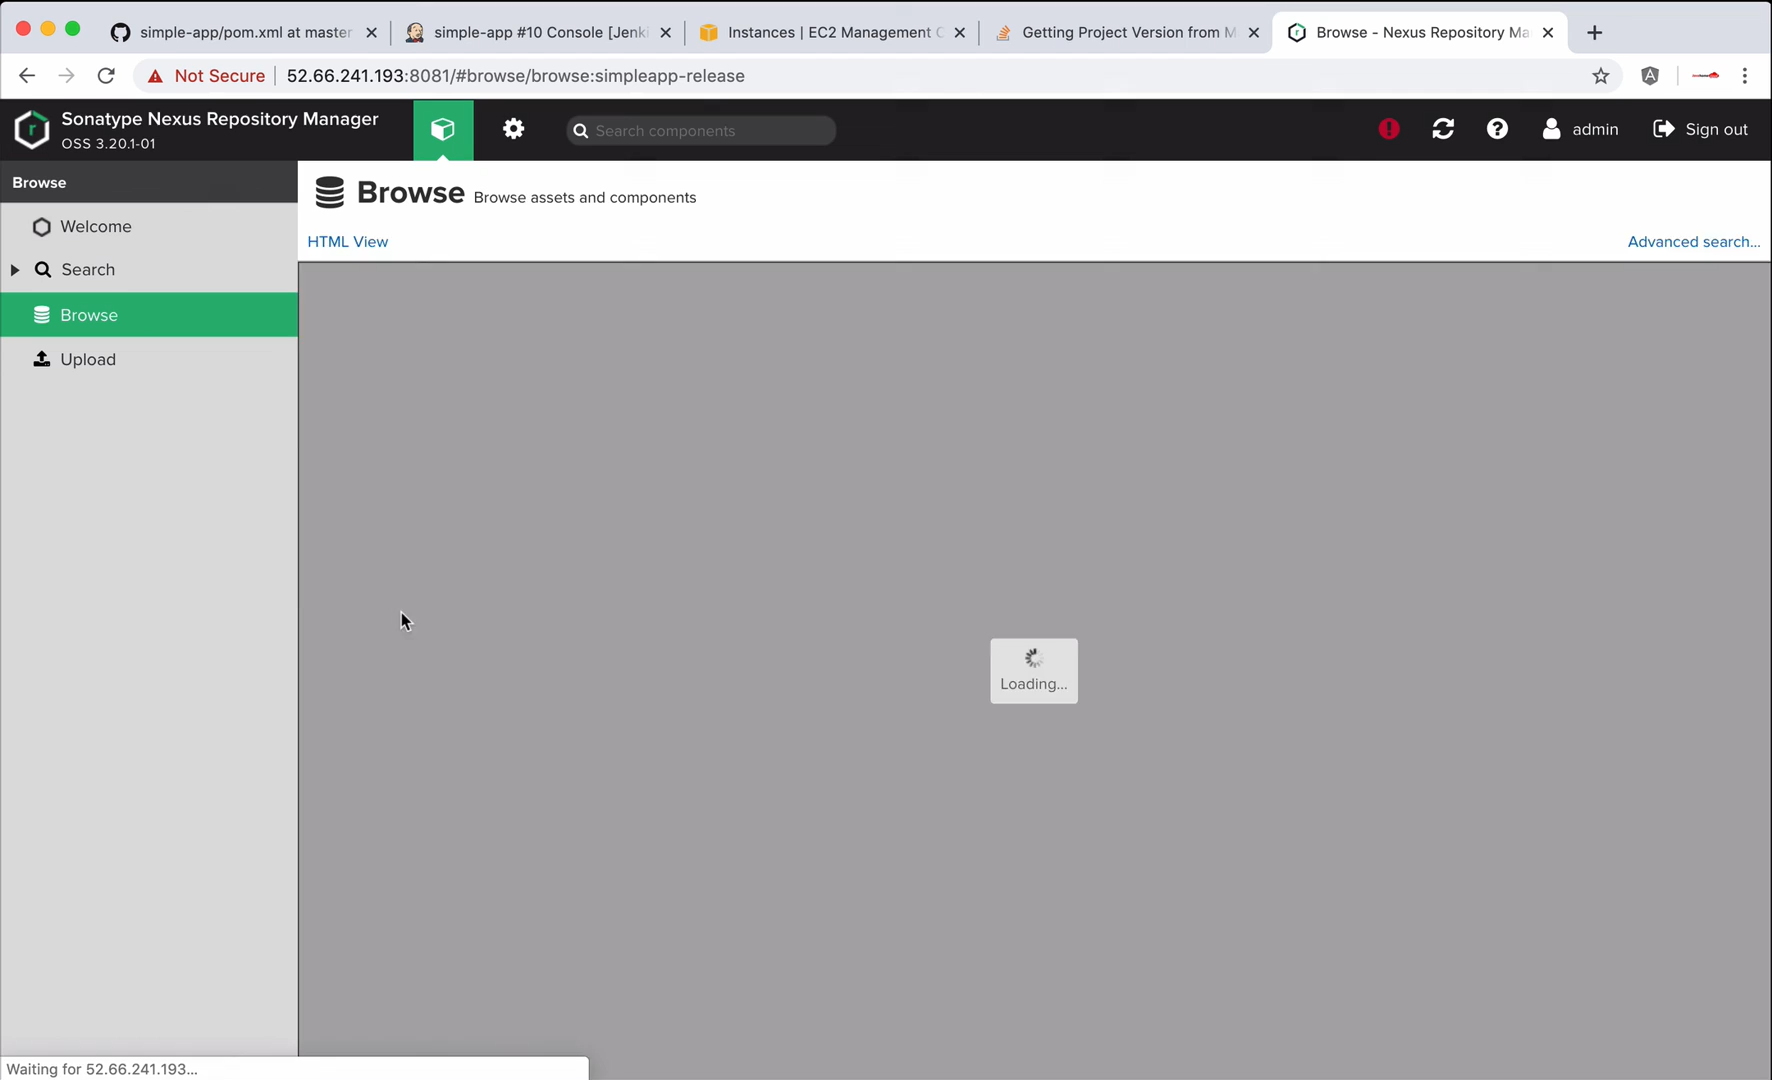 simple-app/pom.xml at master
simple-app #10 Console [Jenki
Instances | EC2 Management C
Getting Project Version from M
Browse - Nexus Repository Ma
Not Secure
52.66.241.193:8081/#browse/browse:simpleapp-release
Sonatype Nexus Repository Manager
OSS 3.20.1-01
Search components
admin
Sign out
Browse
Welcome
Search
Browse
Upload
Browse Browse assets and components
HTML View
Advanced search...
Loading...
Waiting for 52.66.241.193...